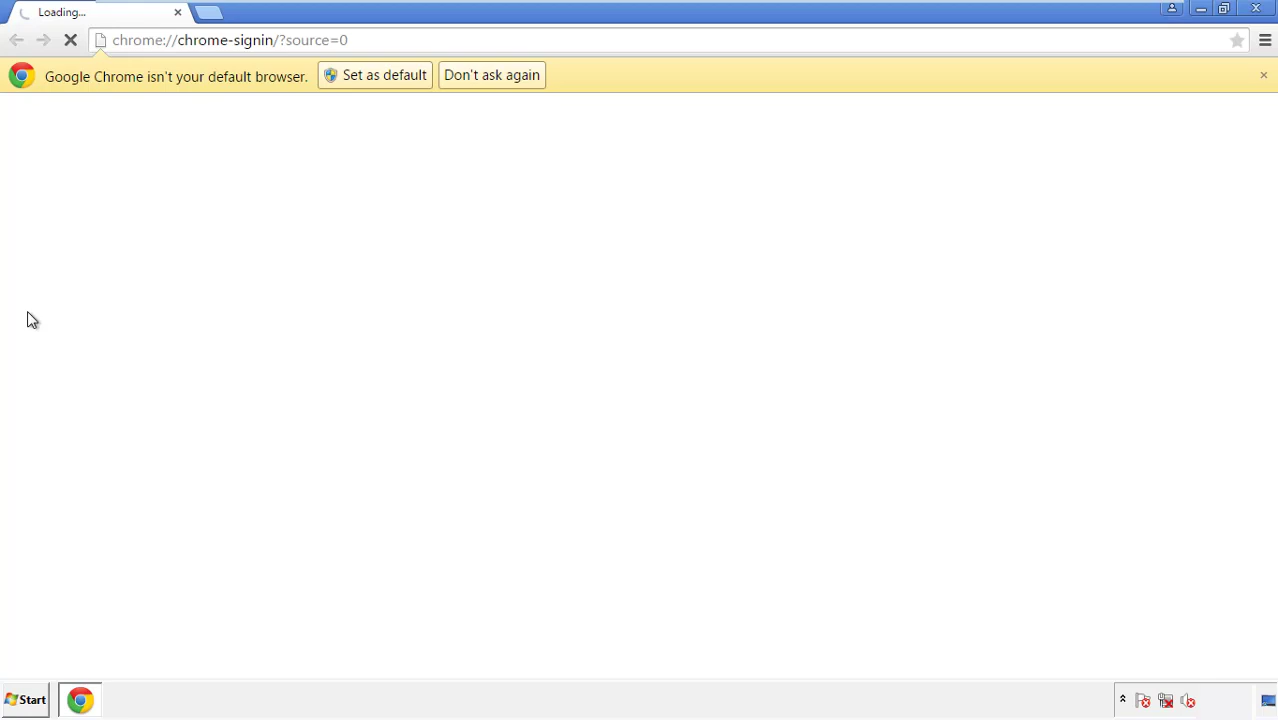 Loading...
chrome://chrome-signin/?source=0
Google Chrome isn't your default browser. Set as default Don't ask again
Start